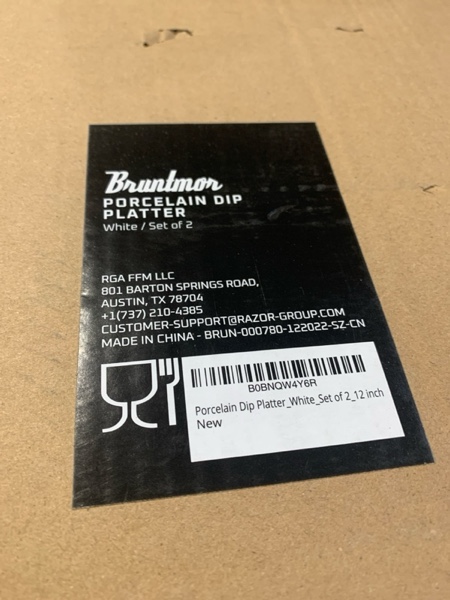 Bruntmor
PORCELAIN DIP
PLATTER
White / Set of 2
RGA FFM LLC
801 BARTON SPRINGS ROAD,
AUSTIN, TX 78704
+1(737) 210-4385
CUSTOMER-SUPPORT@RAZOR-GROUP.COM
MADE IN CHINA - BRUN-000780-122022-SZ-CN
B0BNQW4Y6R
Porcelain Dip Platter_White_Set of 2_12 inch
New